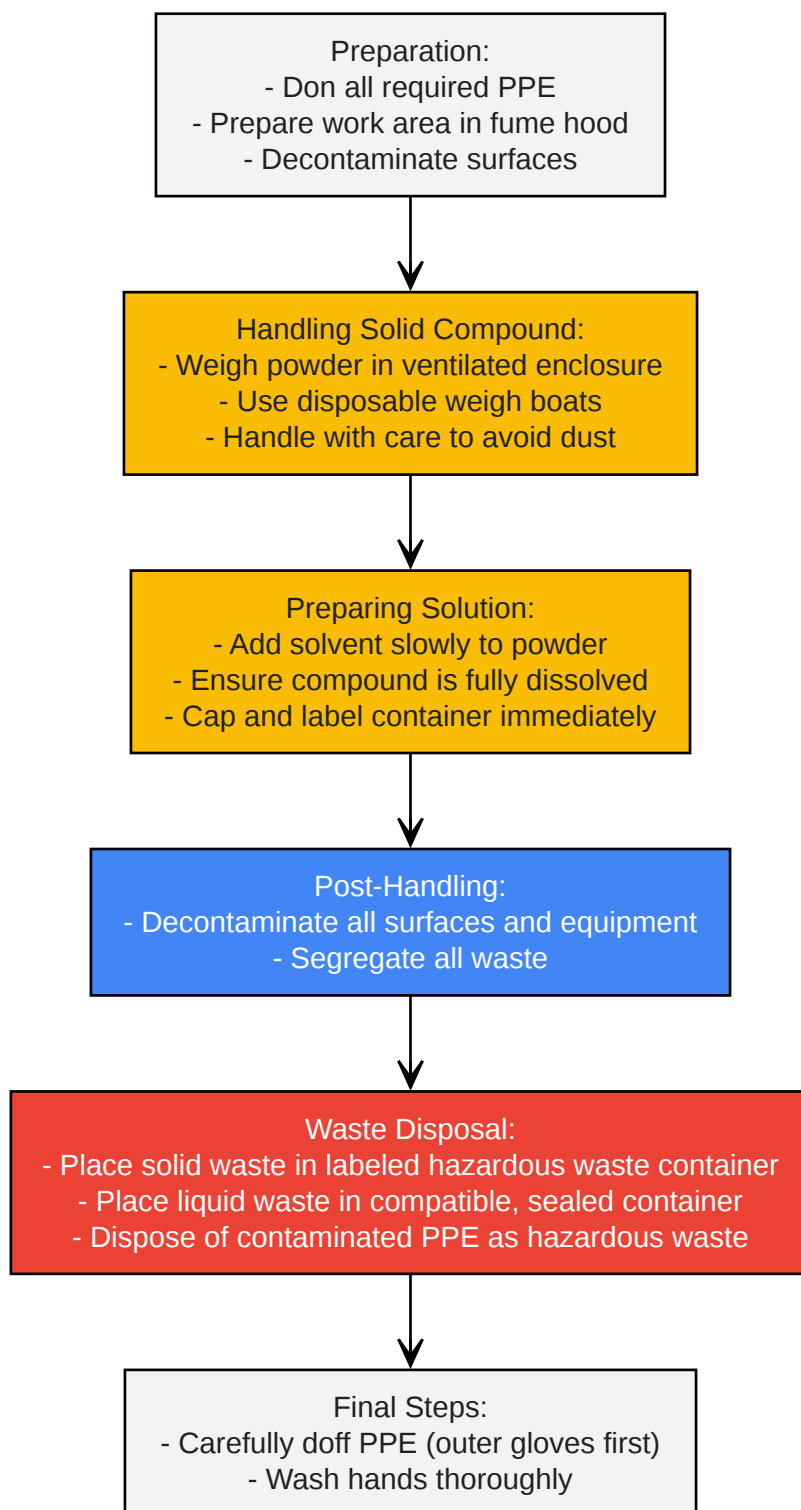 Preparation:
- Don all required PPE
- Prepare work area in fume hood
- Decontaminate surfaces
Handling Solid Compound:
- Weigh powder in ventilated enclosure
- Use disposable weigh boats
- Handle with care to avoid dust
Preparing Solution:
- Add solvent slowly to powder
- Ensure compound is fully dissolved
- Cap and label container immediately
Post-Handling:
- Decontaminate all surfaces and equipment
- Segregate all waste
Waste Disposal:
- Place solid waste in labeled hazardous waste container
- Place liquid waste in compatible, sealed container
- Dispose of contaminated PPE as hazardous waste
Final Steps:
- Carefully doff PPE (outer gloves first)
- Wash hands thoroughly